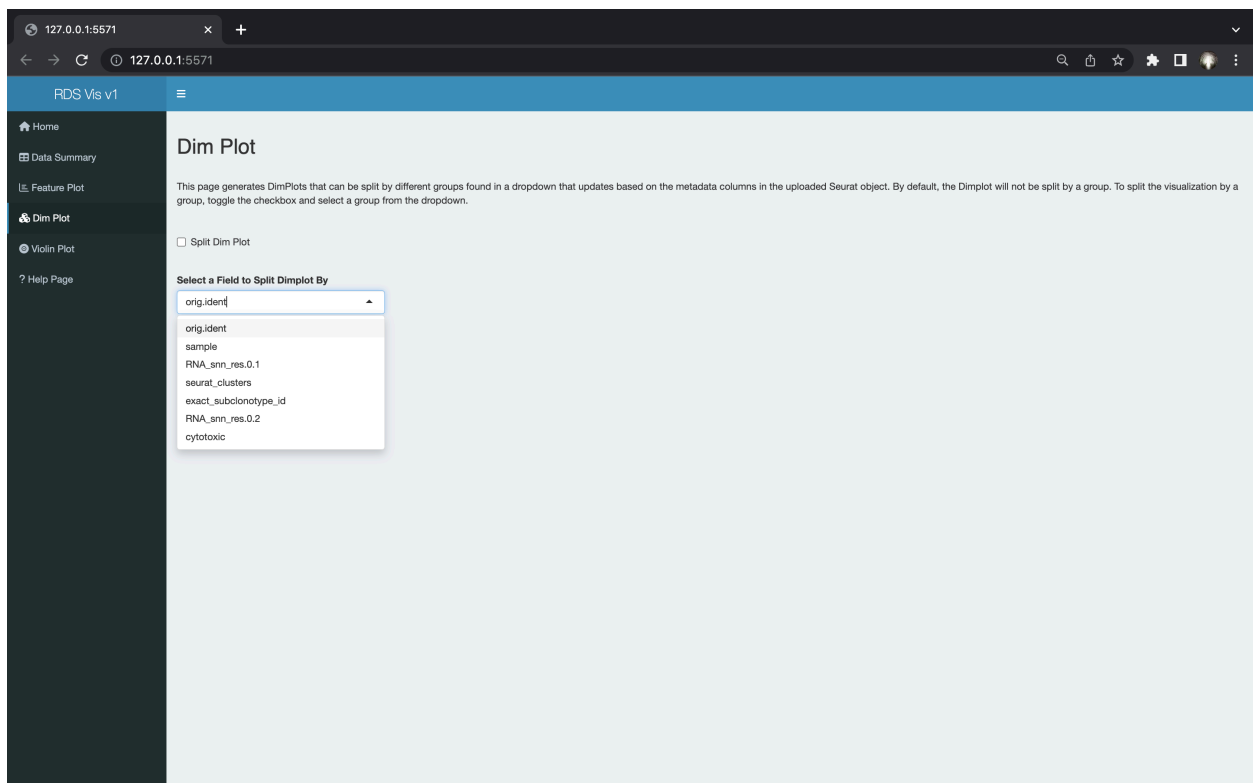 127.0.0.1:5571
127.0.0.1:5571
RDS Vis v1
Home
Data Summary
Feature Plot
Dim Plot
Violin Plot
? Help Page
Dim Plot
This page generates DimPlots that can be split by different groups found in a dropdown that updates based on the metadata columns in the uploaded Seurat object. By default, the Dimplot will not be split by a group. To split the visualization by a
group, toggle the checkbox and select a group from the dropdown.
Split Dim Plot
Select a Field to Split Dimplot By
orig.ident
orig.ident
sample
RNA_snn_res.0.1
seurat_clusters
exact_subclonotype_id
RNA_snn_res.0.2
cytotoxic